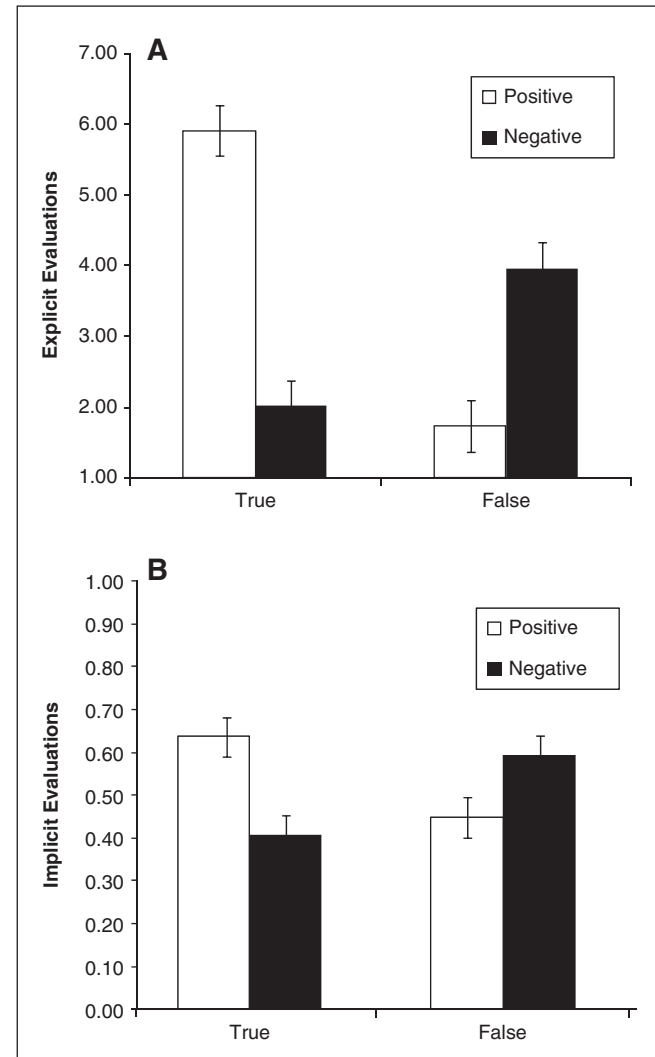 A
7.00
6.00
5.00
4.00
3.00
2.00
1.00
Explicit Evaluations
Positive
Negative
True False
B
1.00
0.90
0.80
0.70
0.60
0.50
0.40
0.30
0.20
0.10
0.00
Implicit Evaluations
Positive
Negative
True False